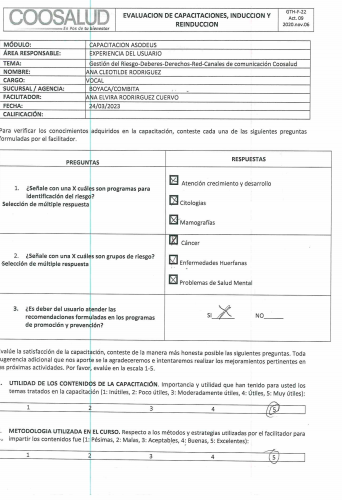 COOSALUD
En Pos de tu bienestar
EVALUACION DE CAPACITACIONES, INDUCCION Y REINDUCCION
GTH-F-22
Act. 08
2020.nov.06
MÓDULO: CAPACITACION ASODEUS
ÁREA RESPONSABLE: EXPERIENCIA DEL USUARIO
TEMA: Gestión del Riesgo-Deberes-Derechos-Red-Canales de comunicación Coosalud
NOMBRE: ANA CLEOTILDE RODRIGUEZ
CARGO: VOCAL
SUCURSAL / AGENCIA: BOYACA/COMBITA
FACILITADOR: ANA ELVIRA RODRIRGUEZ CUERVO
FECHA: 24/03/2023
CALIFICACIÓN:
Para verificar los conocimientos adquiridos en la capacitación, conteste cada una de las siguientes preguntas
formuladas por el facilitador.
PREGUNTAS
RESPUESTAS
1. ¿Señale con una X cuáles son programas para
identificación del riesgo?
Selección de múltiple respuesta
Atención crecimiento y desarrollo
Citologías
Mamografías
2. ¿Señale con una X cuáles son grupos de riesgo?
Selección de múltiple respuesta
Cáncer
Enfermedades Huerfanas
Problemas de Salud Mental
3. ¿Es deber del usuario atender las
recomendaciones formuladas en los programas
de promoción y prevención?
SI X NO
Evalúe la satisfacción de la capacitación, conteste de la manera más honesta posible las siguientes preguntas. Toda
sugerencia adicional que nos aporte se la agradeceremos e intentaremos realizar los mejoramientos pertinentes en
las próximas actividades. Por favor, evalúe en la escala 1-5.
UTILIDAD DE LOS CONTENIDOS DE LA CAPACITACIÓN. Importancia y utilidad que han tenido para usted los
temas tratados en la capacitación (1: Inútiles, 2: Poco útiles, 3: Moderadamente útiles, 4: Útiles, 5: Muy útiles):
1 2 3 4 5
METODOLOGIA UTILIZADA EN EL CURSO. Respecto a los métodos y estrategias utilizadas por el facilitador para
impartir los contenidos fue (1: Pésimas, 2: Malas, 3: Aceptables, 4: Buenas, 5: Excelentes):
1 2 3 4 5